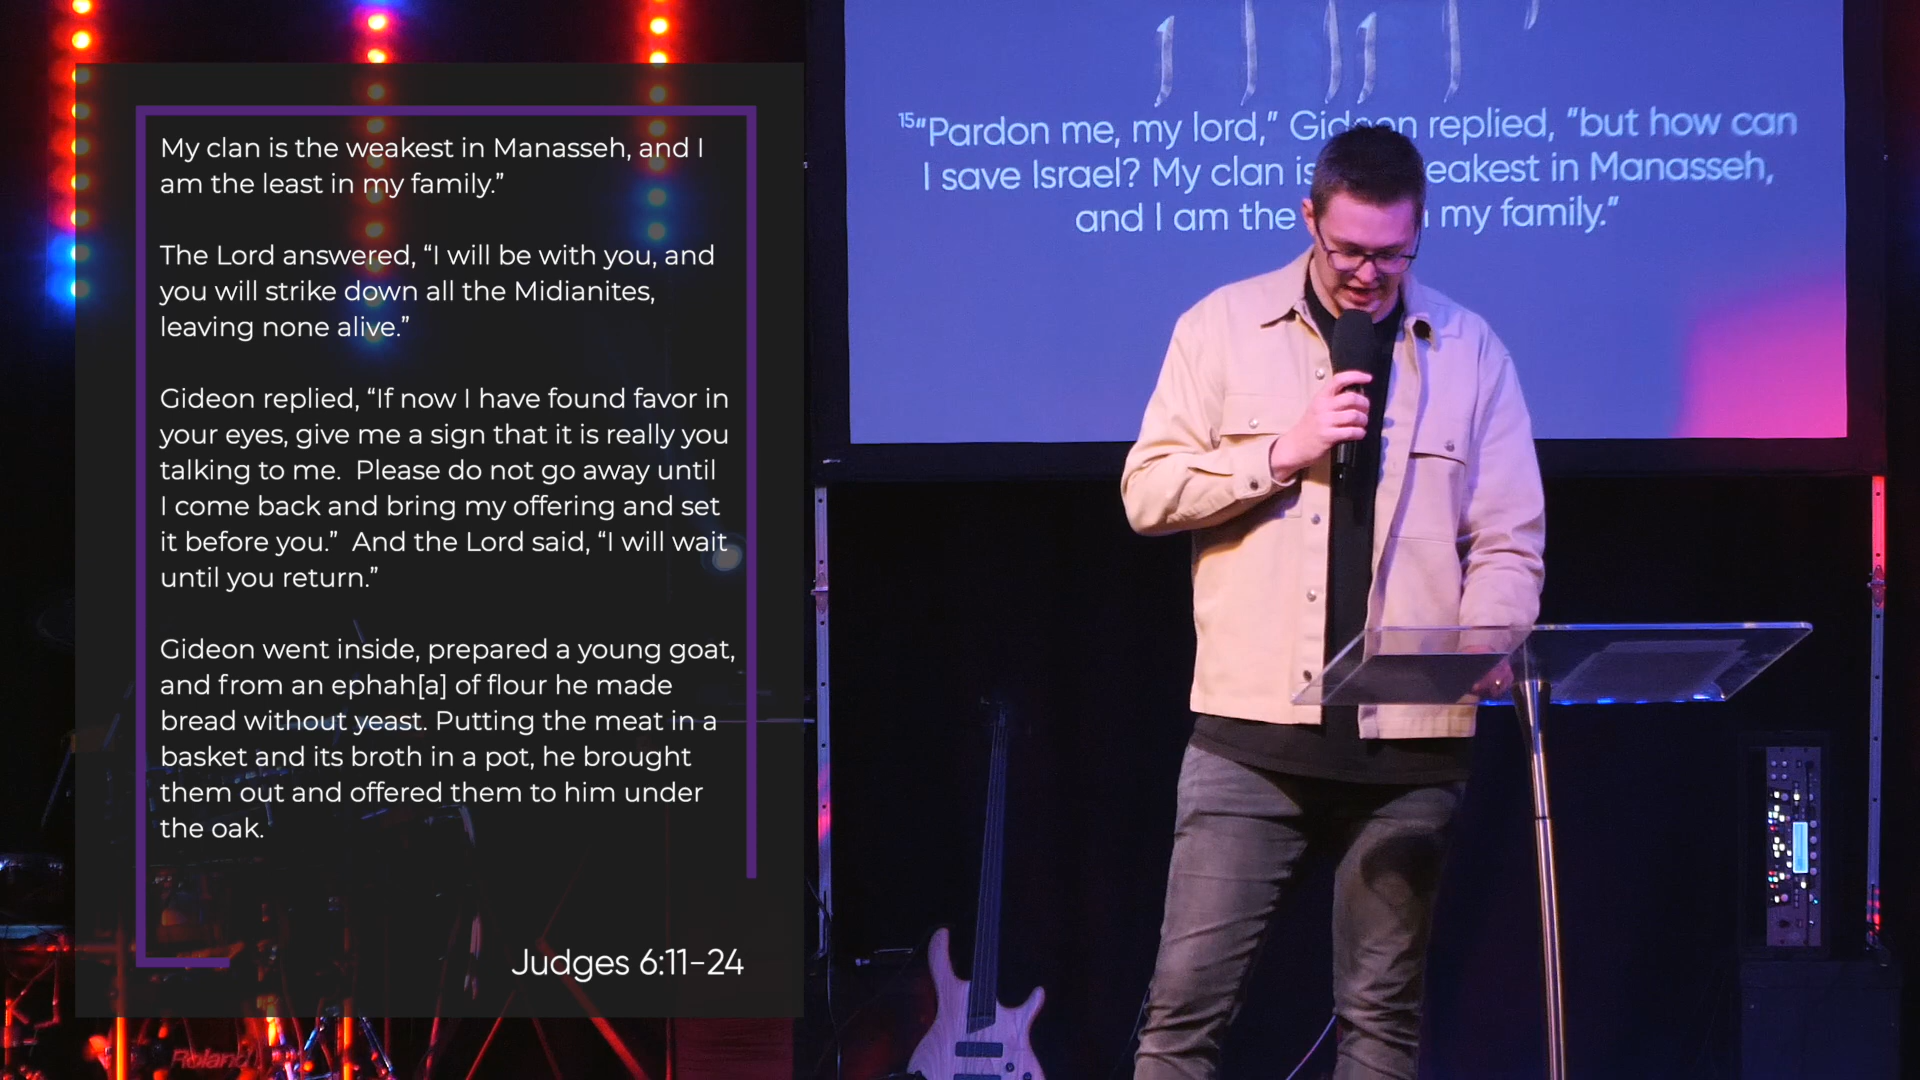 My clan is the weakest in Manasseh, and I
am the least in my family.”
The Lord answered, “I will be with you, and
you will strike down all the Midianites,
leaving none alive.”
Gideon replied, “If now I have found favor in
your eyes, give me a sign that it is really you
talking to me.  Please do not go away until
I come back and bring my offering and set
it before you.”  And the Lord said, “I will wait
until you return.”
Gideon went inside, prepared a young goat,
and from an ephah[a] of flour he made
bread without yeast. Putting the meat in a
basket and its broth in a pot, he brought
them out and offered them to him under
the oak.
Judges 6:11-24
15“Pardon me, my lord,” Gideon replied, “but how can
I save Israel? My clan is eakest in Manasseh,
and I am the my family.”
Roland